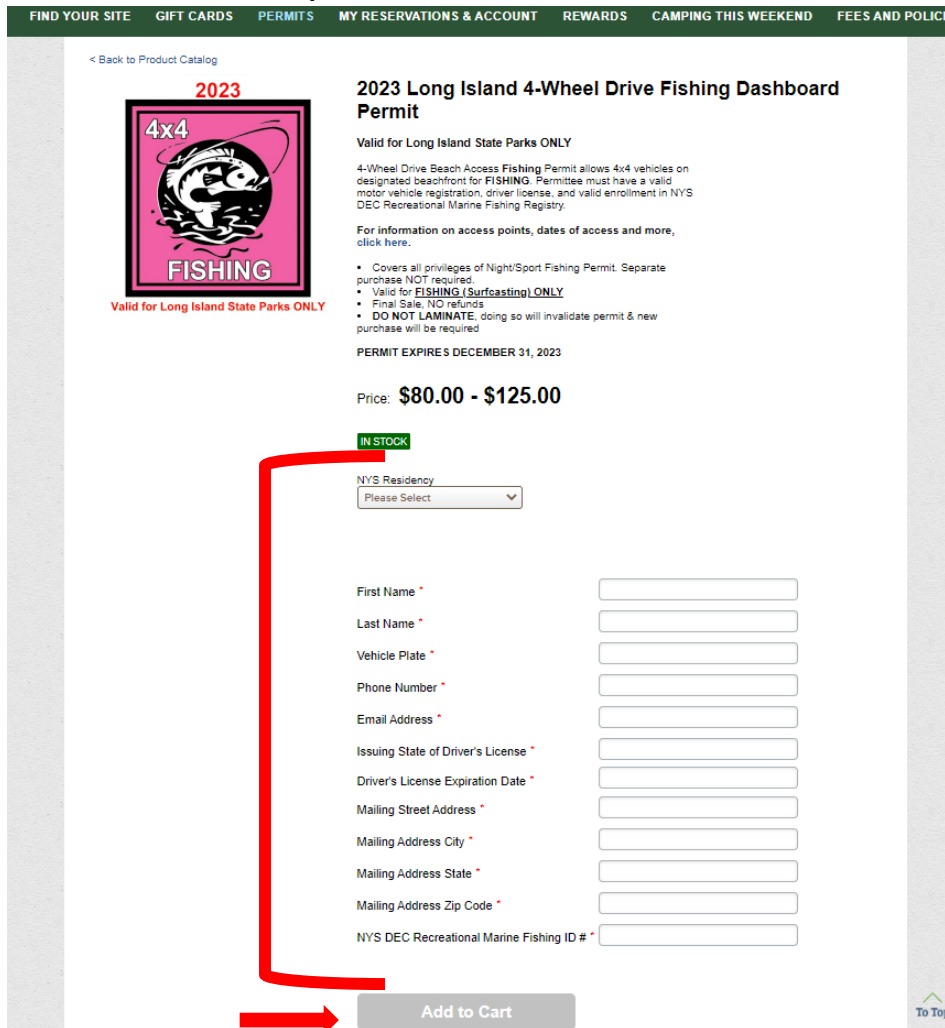 FIND YOUR SITE GIFT CARDS PERMITS MY RESERVATIONS & ACCOUNT REWARDS CAMPING THIS WEEKEND FEES AND POLICI
< Back to Product Catalog
2023
4x4
FISHING
Valid for Long Island State Parks ONLY
2023 Long Island 4-Wheel Drive Fishing Dashboard
Permit
Valid for Long Island State Parks ONLY
4-Wheel Drive Beach Access Fishing Permit allows 4x4 vehicles on
designated beachfront for FISHING. Permittee must have a valid
motor vehicle registration, driver license, and valid enrollment in NYS
DEC Recreational Marine Fishing Registry.
For information on access points, dates of access and more,
click here.
• Covers all privileges of Night/Sport Fishing Permit. Separate
purchase NOT required.
• Valid for FISHING (Surfcasting) ONLY
• Final Sale, NO refunds
• DO NOT LAMINATE, doing so will invalidate permit & new
purchase will be required
PERMIT EXPIRES DECEMBER 31, 2023
Price: $80.00 - $125.00
IN STOCK
NYS Residency
Please Select
First Name *
Last Name *
Vehicle Plate *
Phone Number *
Email Address *
Issuing State of Driver's License *
Driver's License Expiration Date *
Mailing Street Address *
Mailing Address City *
Mailing Address State *
Mailing Address Zip Code *
NYS DEC Recreational Marine Fishing ID # *
Add to Cart
To Top